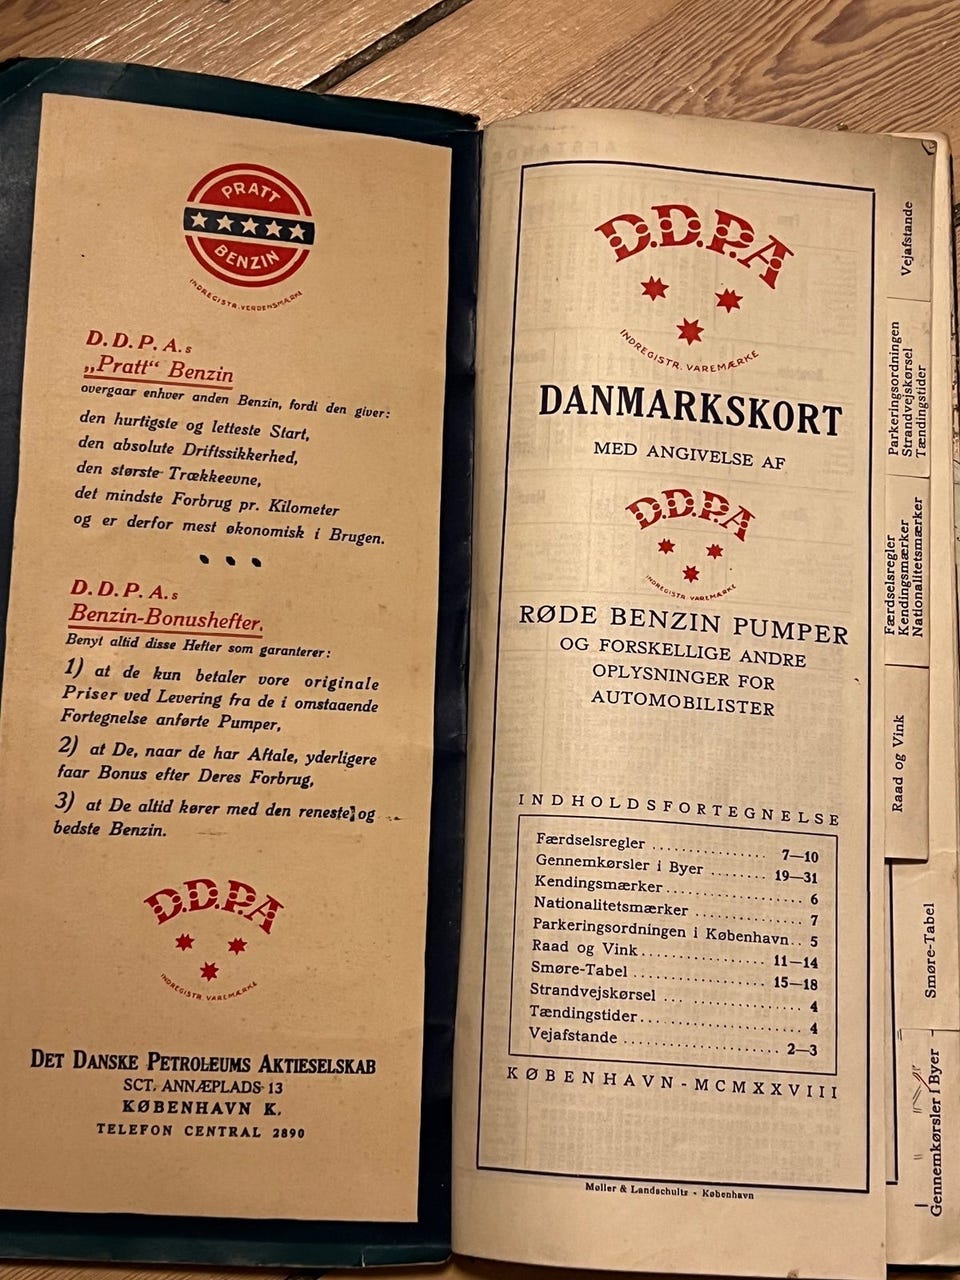 PRATT
BENZIN
INDREGISTR. VERDENSMÆRKE
D. D. P. A.s
„Pratt“ Benzin
overgaar enhver anden Benzin, fordi den giver:
den hurtigste og letteste Start,
den absolute Driftssikkerhed,
den største Trækkeevne,
det mindste Forbrug pr. Kilometer
og er derfor mest økonomisk i Brugen.
D. D. P. A.s
Benzin-Bonushefter.
Benyt altid disse Hefter som garanterer:
1) at de kun betaler vore originale
Priser ved Levering fra de i omstaaende
Fortegnelse anførte Pumper,
2) at De, naar de har Aftale, yderligere
faar Bonus efter Deres Forbrug,
3) at De altid kører med den reneste og
bedste Benzin.
D.D.P.A
INDREGISTR. VAREMÆRKE
DET DANSKE PETROLEUMS AKTIESELSKAB
SCT. ANNÆPLADS 13
KØBENHAVN K.
TELEFON CENTRAL 2890
D.D.P.A
INDREGISTR. VAREMÆRKE
DANMARKSKORT
MED ANGIVELSE AF
D.D.P.A
INDREGISTR. VAREMÆRKE
RØDE BENZIN PUMPER
OG FORSKELLIGE ANDRE
OPLYSNINGER FOR
AUTOMOBILISTER
INDHOLDSFORTEGNELSE
Færdselsregler ................ 7—10
Gennemkørsler i Byer ........ 19—31
Kendingsmærker .................. 6
Nationalitetsmærker .............. 7
Parkeringsordningen i København.. 5
Raad og Vink ................. 11—14
Smøre-Tabel .................. 15—18
Strandvejskørsel ... ............. 4
Tændingstider .................... 4
Vejafstande .................... 2—3
KØBENHAVN - MCMXXVIII
Møller & Landschultz - København
Vejafstande
Parkeringsordningen
Strandvejskørsel
Tændingstider
Færdselsregler
Kendingsmærker
Nationalitetsmærker
Raad og Vink
Smøre-Tabel
Gennemkørsler i Byer